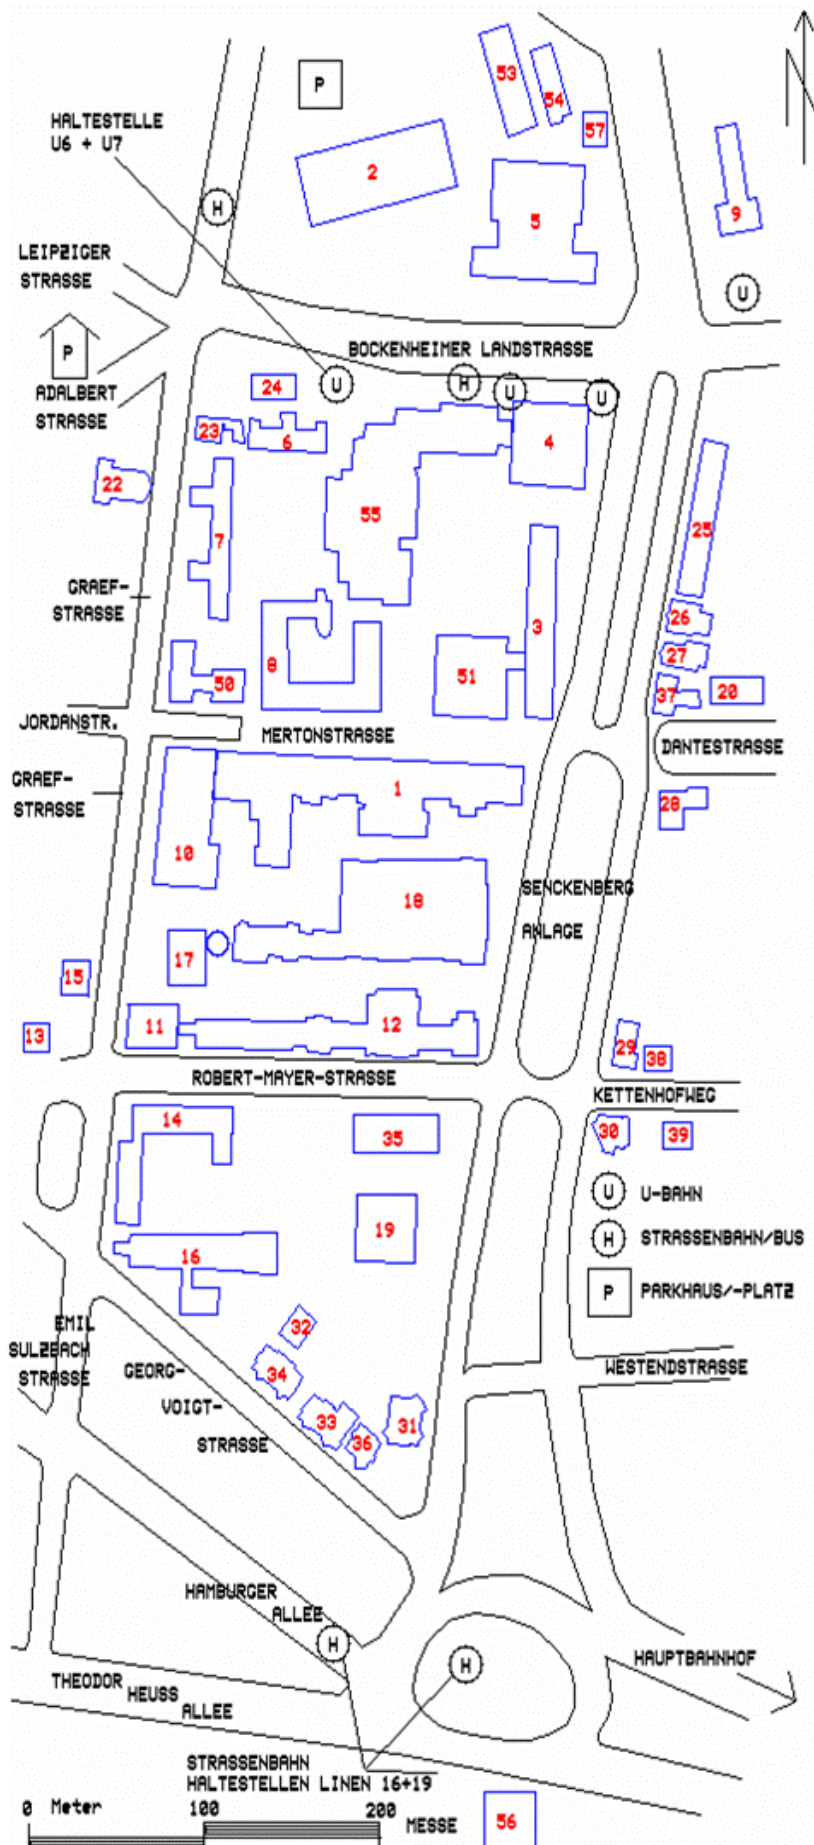 53
54
P
57
HALTESTELLE
U6 + U7
2
H
9
5
LEIPZIGER
STRASSE
U
N
P
BOCKENHEIMER LANDSTRASSE
ADALBERT
STRASSE
24
U
H
U
U
23
6
4
22
55
25
7
GRAEF-
STRASSE
26
3
27
8
50
51
37
20
JORDANSTR.
MERTONSTRASSE
DANTESTRASSE
GRAEF-
STRASSE
1
28
10
18
SENCKENBERG
ANLAGE
17
15
13
11
12
29
38
ROBERT-MAYER-STRASSE
KETTENHOFWEG
14
35
30
39
U
U-BAHN
19
16
H
STRASSENBAHN/BUS
P
PARKHAUS/-PLATZ
32
EMIL
SULZBACH
STRASSE
GEORG-
VOIGT-
STRASSE
34
33
36
31
WESTENDSTRASSE
HAMBURGER
ALLEE
H
H
HAUPTBAHNHOF
THEODOR
HEUSS
ALLEE
STRASSENBAHN
HALTESTELLEN LINEN 16+19
0 Meter 100 200
MESSE
56